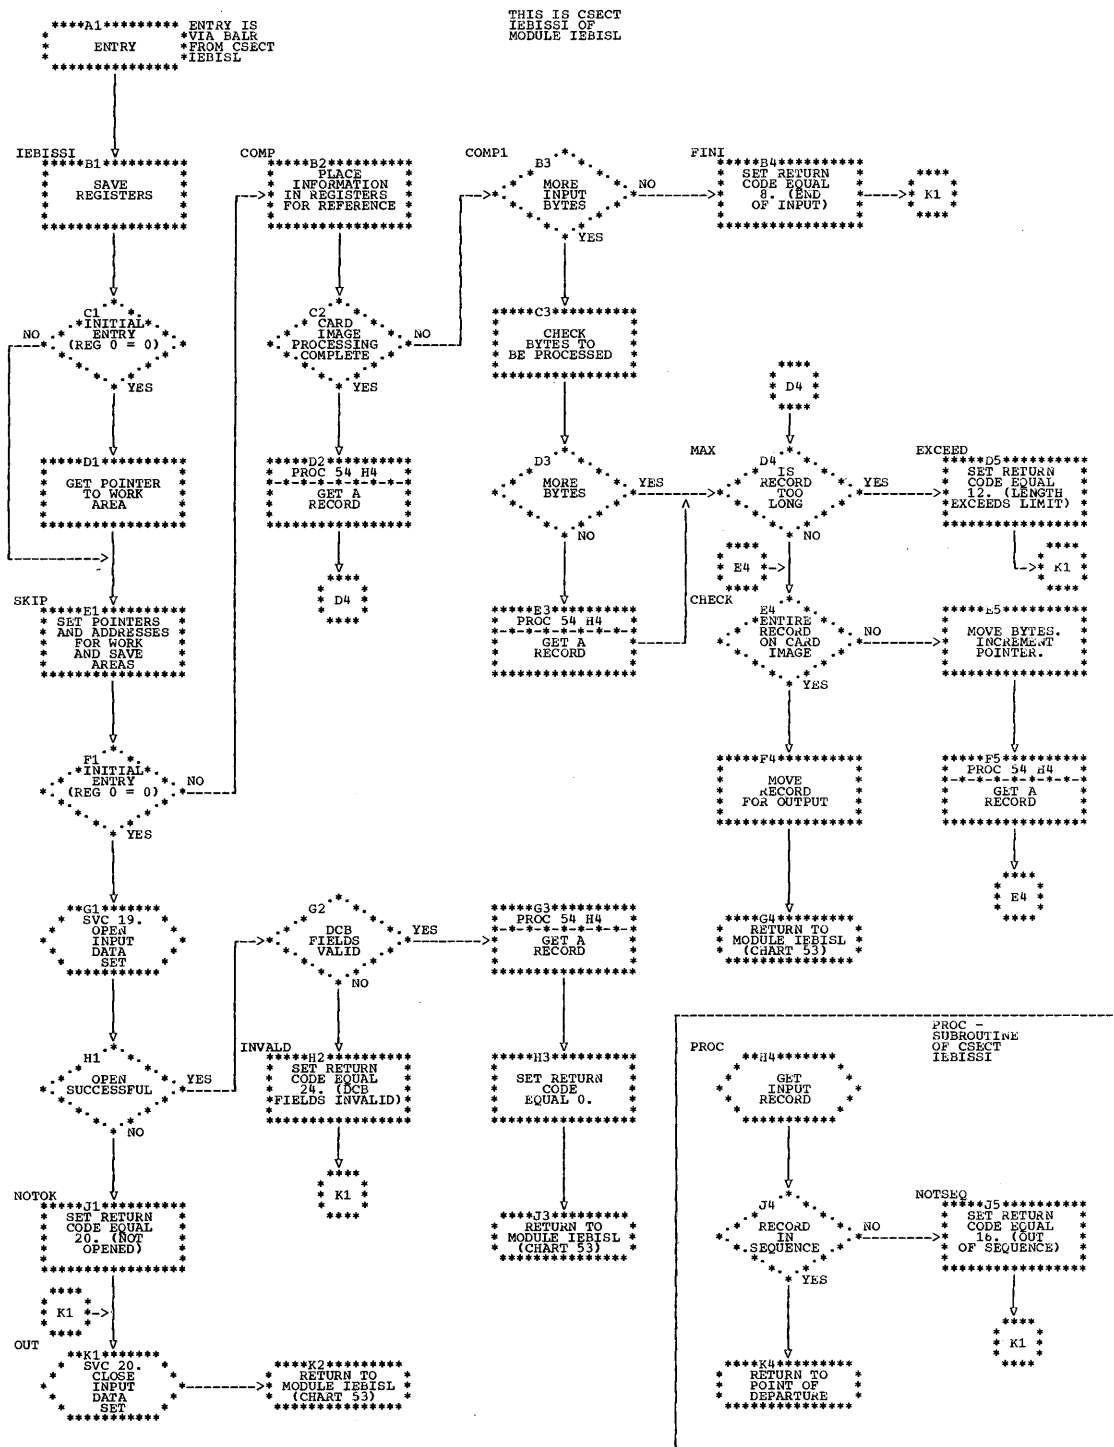 THIS IS CSECT
IEBISSI OF
MODULE IEBISL
A1
ENTRY
ENTRY IS
VIA BALR
FROM CSECT
IEBISL
IEBISSI
B1
SAVE
REGISTERS
COMP
B2
PLACE
INFORMATION
IN REGISTERS
FOR REFERENCE
COMP1
B3
MORE
INPUT
BYTES
NO
YES
FINI
B4
SET RETURN
CODE EQUAL
8. (END
OF INPUT)
K1
C1
INITIAL
ENTRY
(REG 0 = 0)
NO
YES
C2
CARD
IMAGE
PROCESSING
COMPLETE
NO
YES
C3
CHECK
BYTES TO
BE PROCESSED
D4
D1
GET POINTER
TO WORK
AREA
D2
PROC 54 H4
GET A
RECORD
D4
D3
MORE
BYTES
YES
NO
MAX
D4
IS
RECORD
TOO
LONG
YES
NO
EXCEED
D5
SET RETURN
CODE EQUAL
12. (LENGTH
EXCEEDS LIMIT)
K1
SKIP
E1
SET POINTERS
AND ADDRESSES
FOR WORK
AND SAVE
AREAS
E3
PROC 54 H4
GET A
RECORD
E4
CHECK
E4
ENTIRE
RECORD
ON CARD
IMAGE
NO
YES
E5
MOVE BYTES.
INCREMENT
POINTER.
F1
INITIAL
ENTRY
(REG 0 = 0)
NO
YES
F4
MOVE
RECORD
FOR OUTPUT
F5
PROC 54 H4
GET A
RECORD
E4
G1
SVC 19.
OPEN
INPUT
DATA
SET
G2
DCB
FIELDS
VALID
YES
NO
G3
PROC 54 H4
GET A
RECORD
G4
RETURN TO
MODULE IEBISL
(CHART 53)
H1
OPEN
SUCCESSFUL
YES
NO
INVALD
H2
SET RETURN
CODE EQUAL
24. (DCB
FIELDS INVALID)
K1
H3
SET RETURN
CODE
EQUAL 0.
PROC -
SUBROUTINE
OF CSECT
IEBISSI
PROC
H4
GET
INPUT
RECORD
NOTOK
J1
SET RETURN
CODE EQUAL
20. (NOT
OPENED)
J3
RETURN TO
MODULE IEBISL
(CHART 53)
J4
RECORD
IN
SEQUENCE
NO
YES
NOTSEQ
J5
SET RETURN
CODE EQUAL
16. (OUT
OF SEQUENCE)
K1
K1
OUT
K1
SVC 20.
CLOSE
INPUT
DATA
SET
K2
RETURN TO
MODULE IEBISL
(CHART 53)
K4
RETURN TO
POINT OF
DEPARTURE